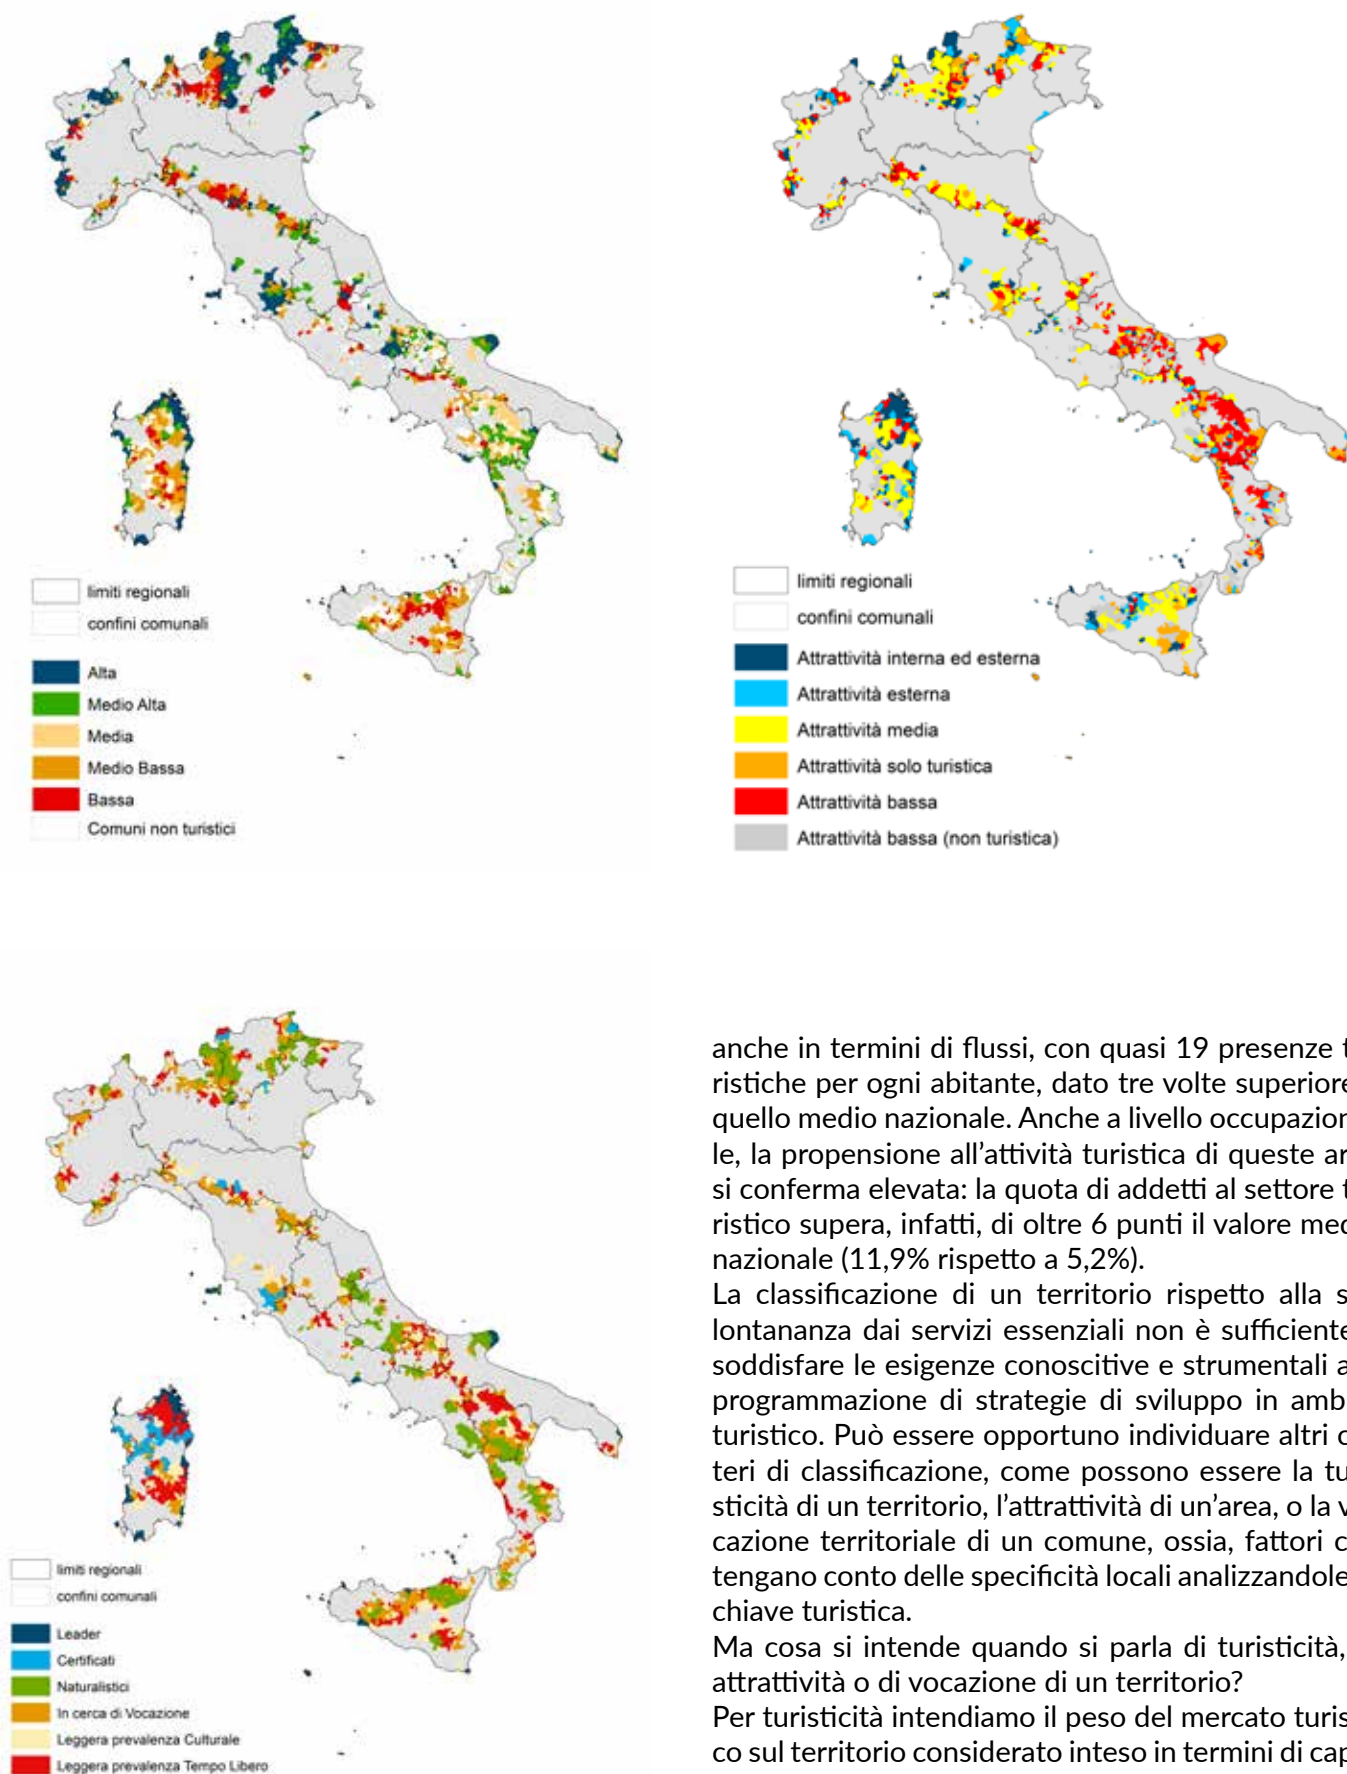 limiti regionali
confini comunali
Alta
Medio Alta
Media
Medio Bassa
Bassa
Comuni non turistici
limiti regionali
confini comunali
Attrattività interna ed esterna
Attrattività esterna
Attrattività media
Attrattività solo turistica
Attrattività bassa
Attrattività bassa (non turistica)
limiti regionali
confini comunali
Leader
Certificati
Naturalistici
In cerca di Vocazione
Leggera prevalenza Culturale
Leggera prevalenza Tempo Libero
anche in termini di flussi, con quasi 19 presenze t
ristiche per ogni abitante, dato tre volte superiore
quello medio nazionale. Anche a livello occupazion
le, la propensione all'attività turistica di queste ar
si conferma elevata: la quota di addetti al settore t
ristico supera, infatti, di oltre 6 punti il valore med
nazionale (11,9% rispetto a 5,2%).
La classificazione di un territorio rispetto alla s
lontananza dai servizi essenziali non è sufficiente
soddisfare le esigenze conoscitive e strumentali a
programmazione di strategie di sviluppo in amb
turistico. Può essere opportuno individuare altri c
teri di classificazione, come possono essere la tu
sticità di un territorio, l'attrattività di un'area, o la v
cazione territoriale di un comune, ossia, fattori c
tengano conto delle specificità locali analizzandole
chiave turistica.
Ma cosa si intende quando si parla di turisticità,
attrattività o di vocazione di un territorio?
Per turisticità intendiamo il peso del mercato turis
co sul territorio considerato inteso in termini di cap